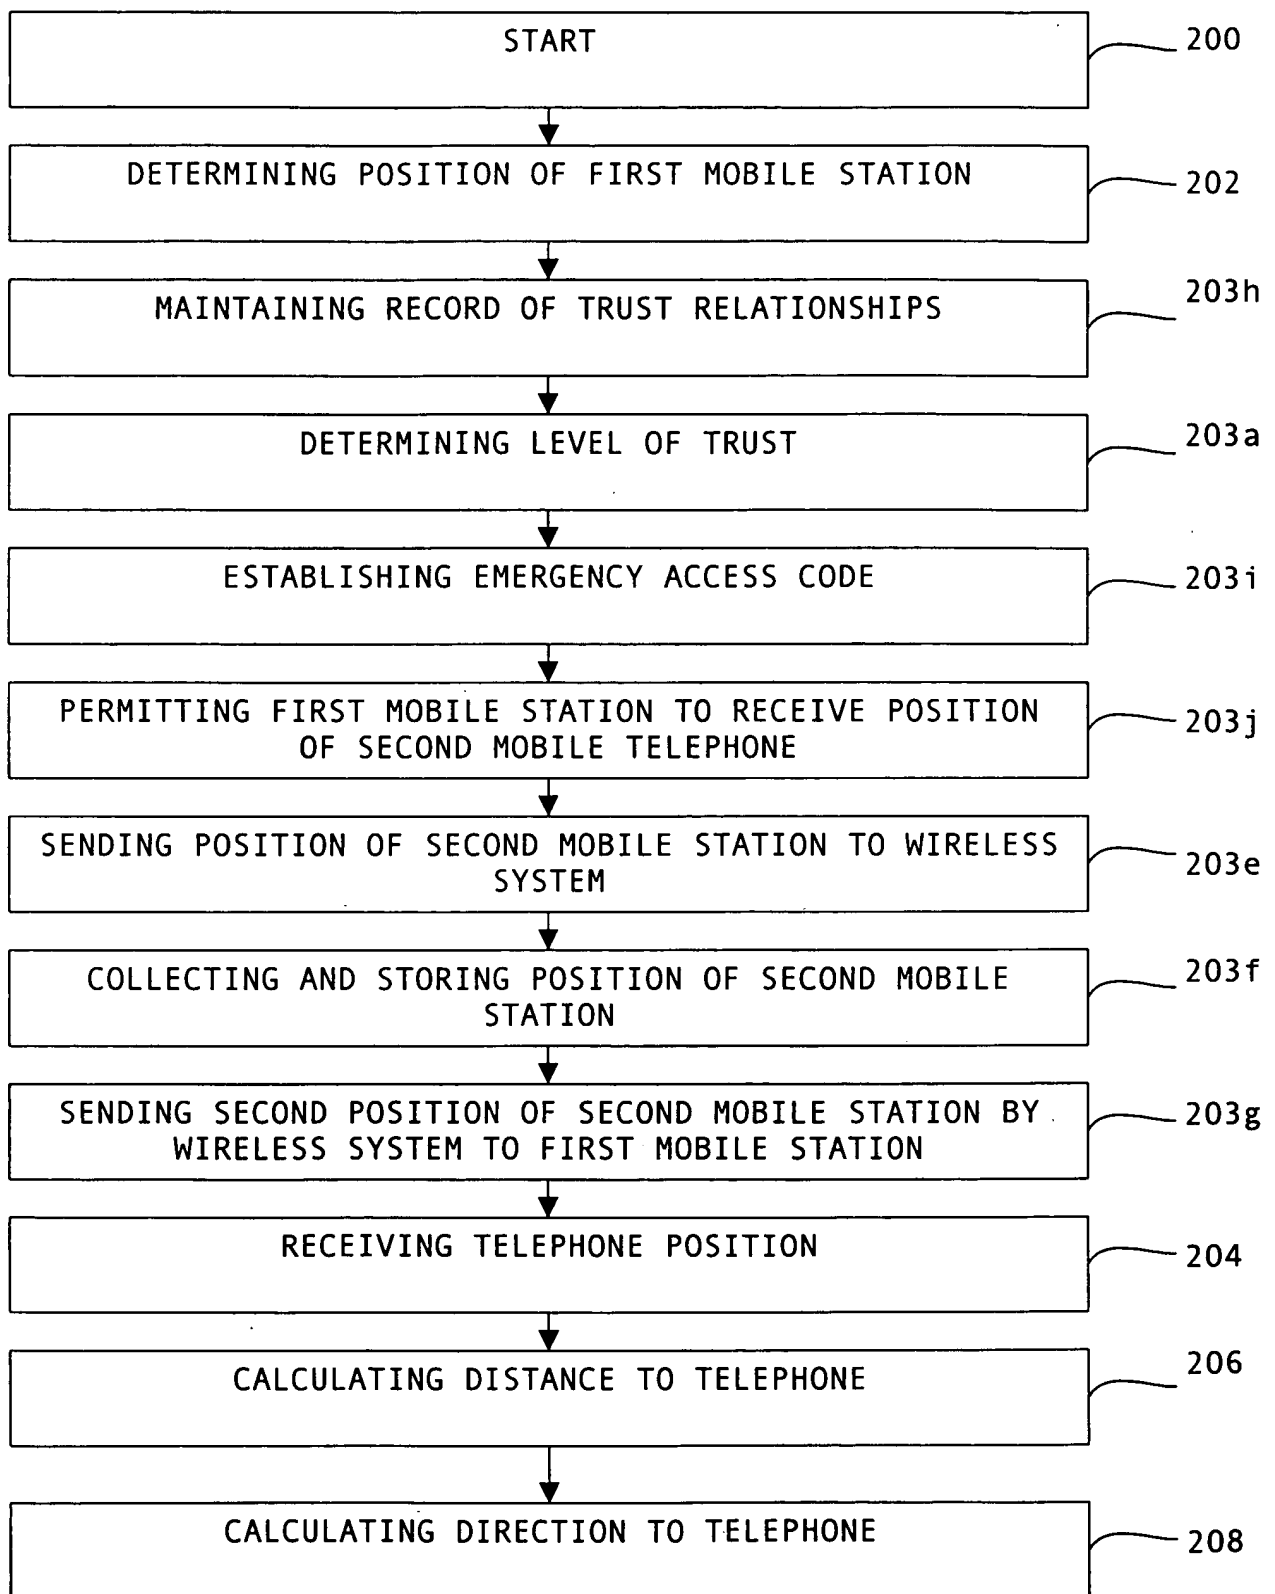 START
200
DETERMINING POSITION OF FIRST MOBILE STATION
202
MAINTAINING RECORD OF TRUST RELATIONSHIPS
203h
DETERMINING LEVEL OF TRUST
203a
ESTABLISHING EMERGENCY ACCESS CODE
203i
PERMITTING FIRST MOBILE STATION TO RECEIVE POSITION
OF SECOND MOBILE TELEPHONE
203j
SENDING POSITION OF SECOND MOBILE STATION TO WIRELESS
SYSTEM
203e
COLLECTING AND STORING POSITION OF SECOND MOBILE
STATION
203f
SENDING SECOND POSITION OF SECOND MOBILE STATION BY
WIRELESS SYSTEM TO FIRST MOBILE STATION
203g
RECEIVING TELEPHONE POSITION
204
CALCULATING DISTANCE TO TELEPHONE
206
CALCULATING DIRECTION TO TELEPHONE
208